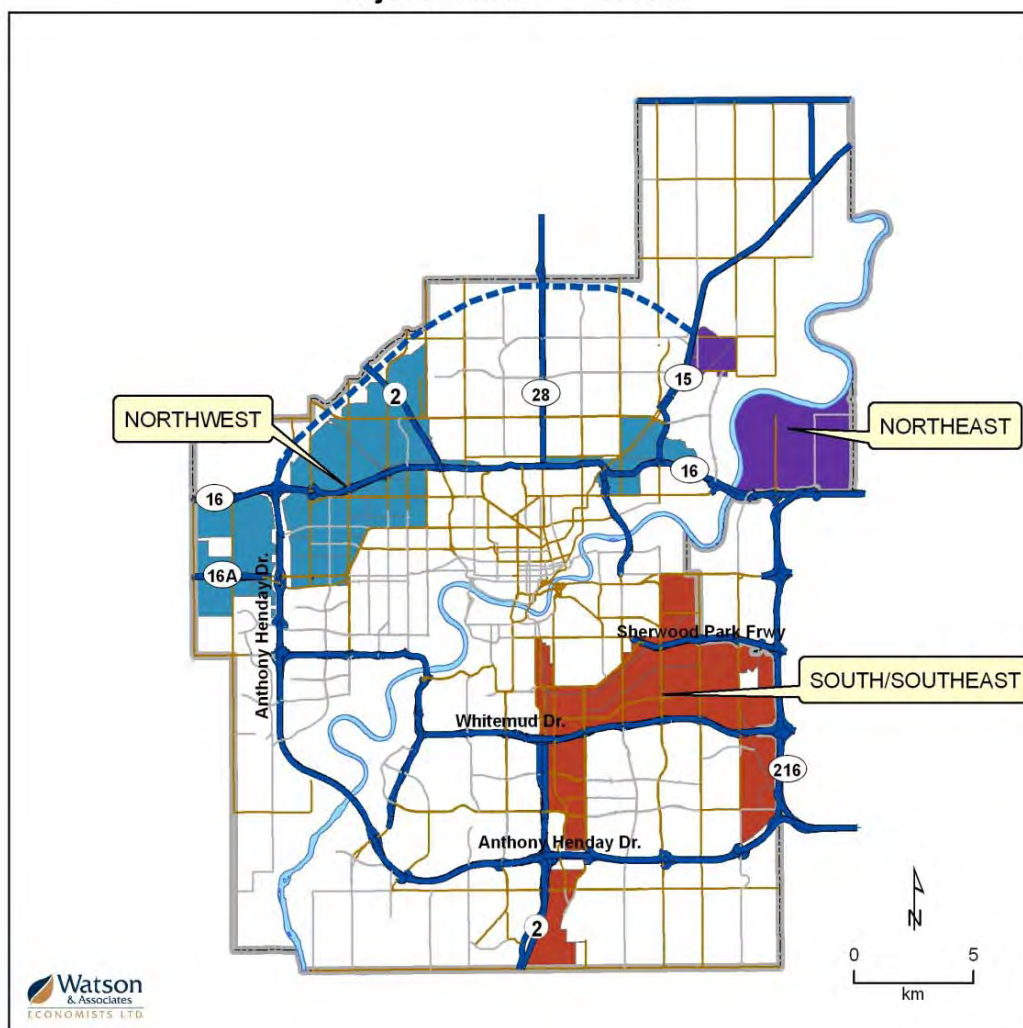 NORTHWEST
2
28
15
NORTHEAST
16
16
16A
Anthony Henday Dr.
Sherwood Park Frwy
SOUTH/SOUTHEAST
Whitemud Dr.
216
Anthony Henday Dr.
2
N
0 5
km
Watson
& Associates
ECONOMISTS LTD.